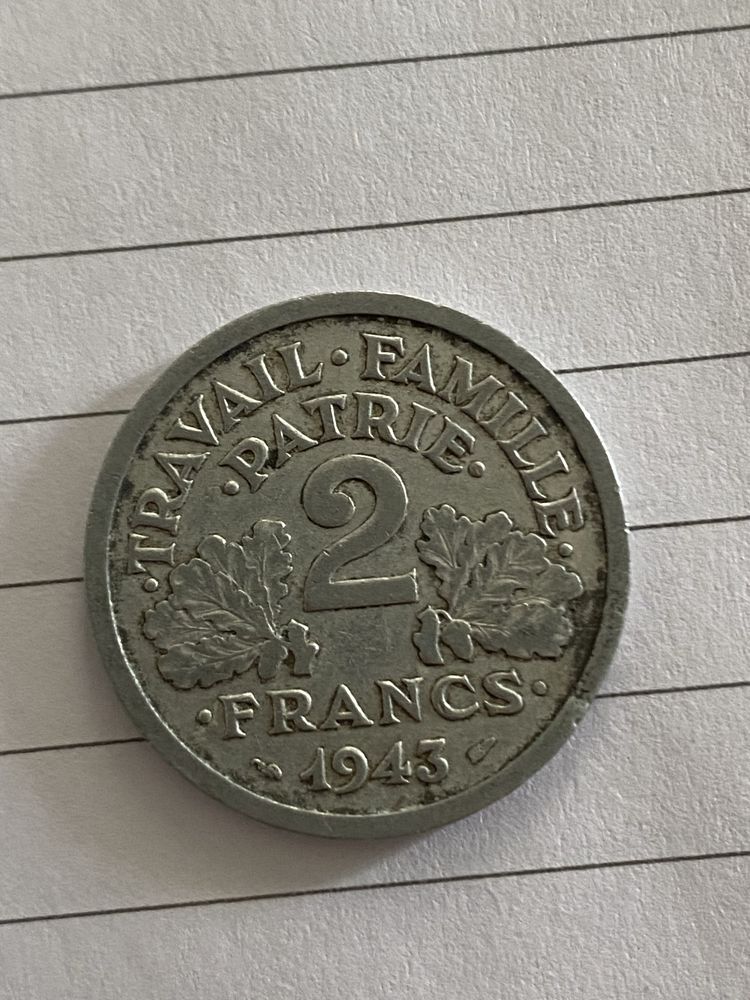 ·TRAVAIL·FAMILLE·
·PATRIE·
2
·FRANCS·
1943